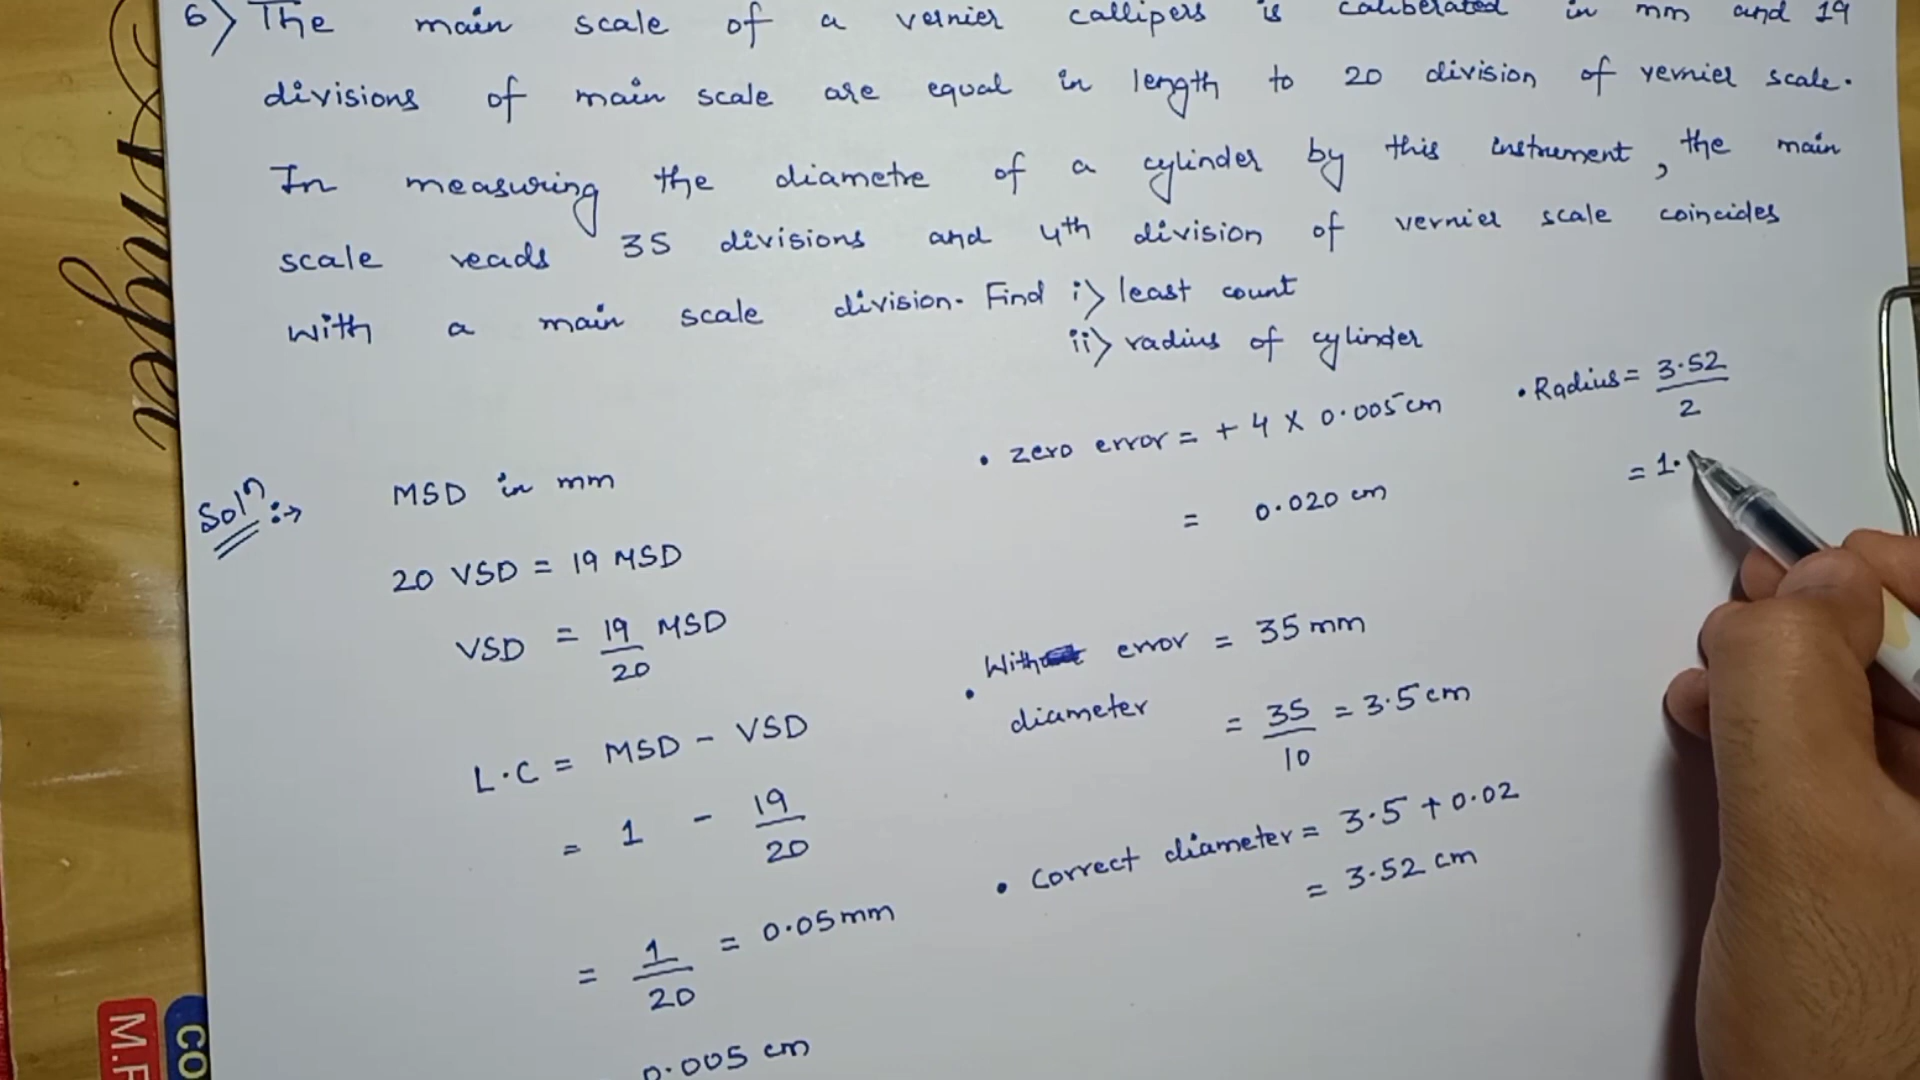 6) The main scale of a vernier callipers is caliberated in mm and 19
divisions of main scale are equal in length to 20 division of vernier scale.
In measuring the diametre of a cylinder by this instrument, the main
scale reads 35 divisions and 4th division of vernier scale coincides
with a main scale division. Find i) least count
ii) radius of cylinder
Solⁿ :→
MSD in mm
20 VSD = 19 MSD
VSD = 19/20 MSD
L.C = MSD - VSD
= 1 - 19/20
= 1/20 = 0.05 mm
0.005 cm
• zero error = + 4 X 0.005 cm
= 0.020 cm
• With error = 35 mm
diameter = 35/10 = 3.5 cm
• Correct diameter = 3.5 + 0.02
= 3.52 cm
• Radius = 3.52/2
= 1.
M.P
CO